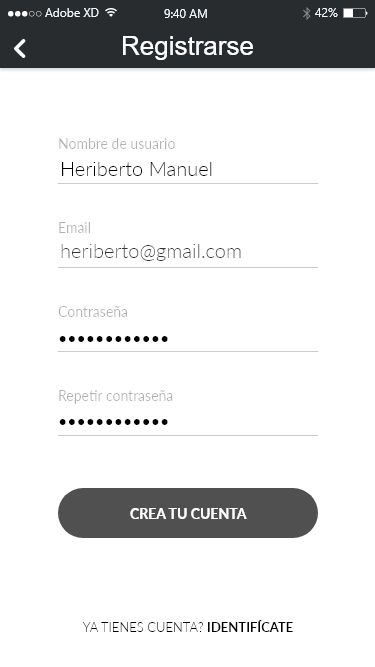 Adobe XD 9:40 AM 42%
Registrarse
Nombre de usuario
Heriberto Manuel
Email
heriberto@gmail.com
Contraseña
••••••••••••
Repetir contraseña
••••••••••••
CREA TU CUENTA
YA TIENES CUENTA? IDENTIFÍCATE